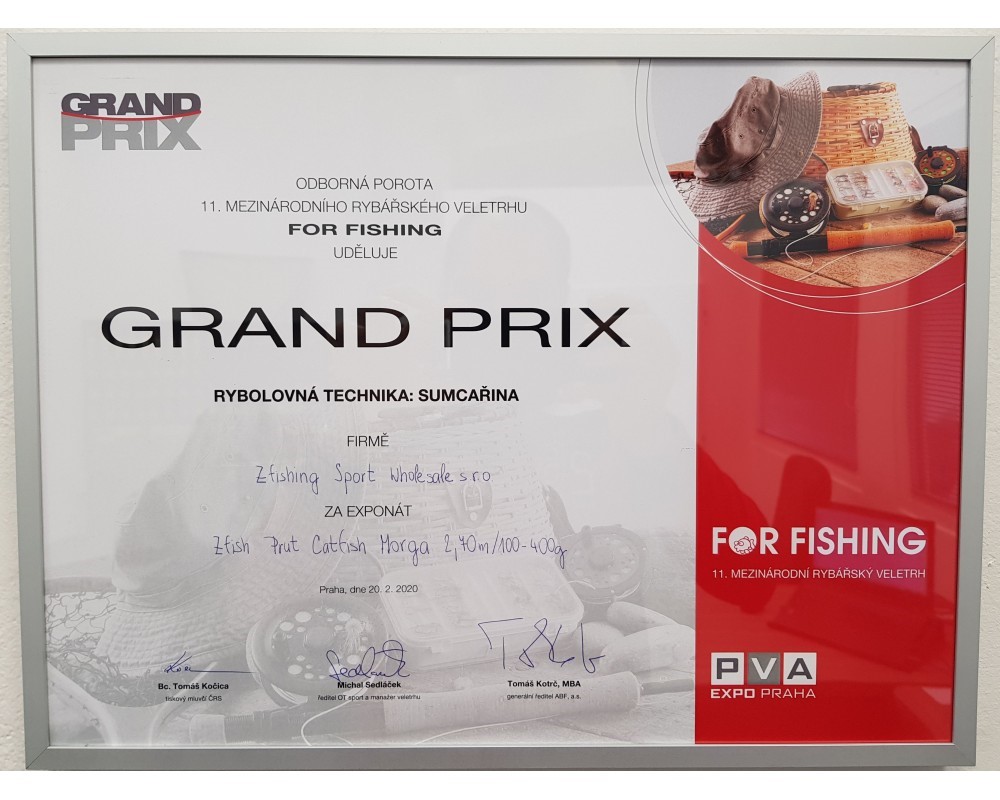 GRAND
PRIX
ODBORNÁ POROTA
11. MEZINÁRODNÍHO RYBÁŘSKÉHO VELETRHU
FOR FISHING
UDĚLUJE
GRAND PRIX
RYBOLOVNÁ TECHNIKA: SUMCAŘINA
FIRMĚ
Zfishing Sport Wholesale s.r.o.
ZA EXPONÁT
Zfish Prut Catfish Morga 2,70m/100-400g
Praha, dne 20. 2. 2020
Bc. Tomáš Kočica
tiskový mluvčí ČRS
Michal Sedláček
ředitel OT sport a manažer veletrhu
Tomáš Kotrč, MBA
generální ředitel ABF, a.s.
FOR FISHING
11. MEZINÁRODNÍ RYBÁŘSKÝ VELETRH
PVA
EXPO PRAHA